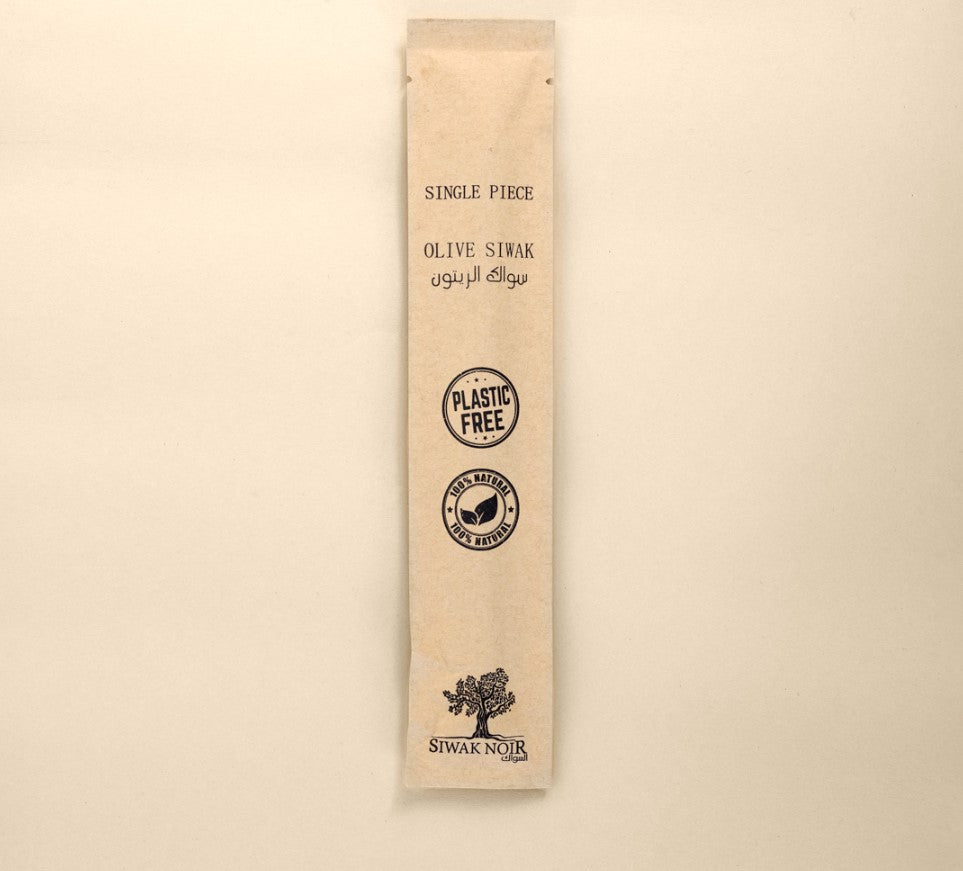 SINGLE PIECE
OLIVE SIWAK
سواك الزيتون
PLASTIC
FREE
100% NATURAL
100% NATURAL
SIWAK NOIR
السواك